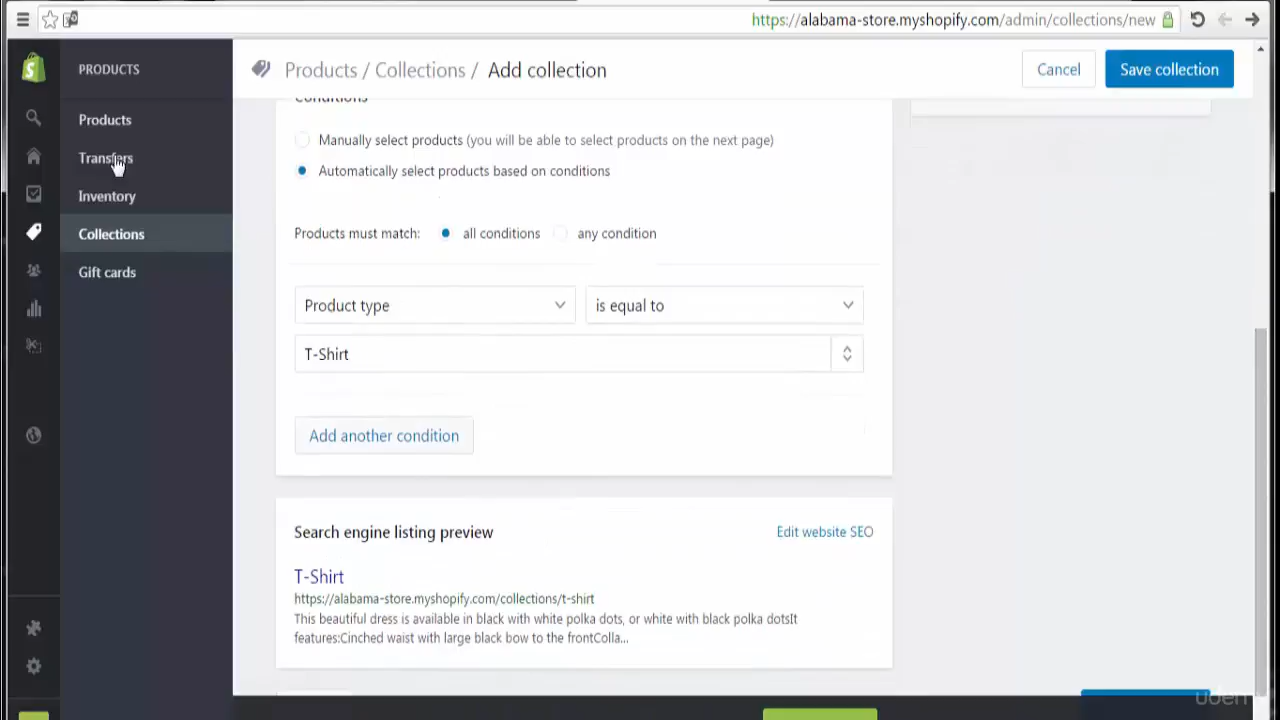 https://alabama-store.myshopify.com/admin/collections/new
PRODUCTS
Products
Transfers
Inventory
Collections
Gift cards
Products / Collections / Add collection
Cancel
Save collection
Conditions
Manually select products (you will be able to select products on the next page)
Automatically select products based on conditions
Products must match: all conditions any condition
Product type
is equal to
T-Shirt
Add another condition
Search engine listing preview
Edit website SEO
T-Shirt
https://alabama-store.myshopify.com/collections/t-shirt
This beautiful dress is available in black with white polka dots, or white with black polka dotsIt
features:Cinched waist with large black bow to the frontColla...
udemy